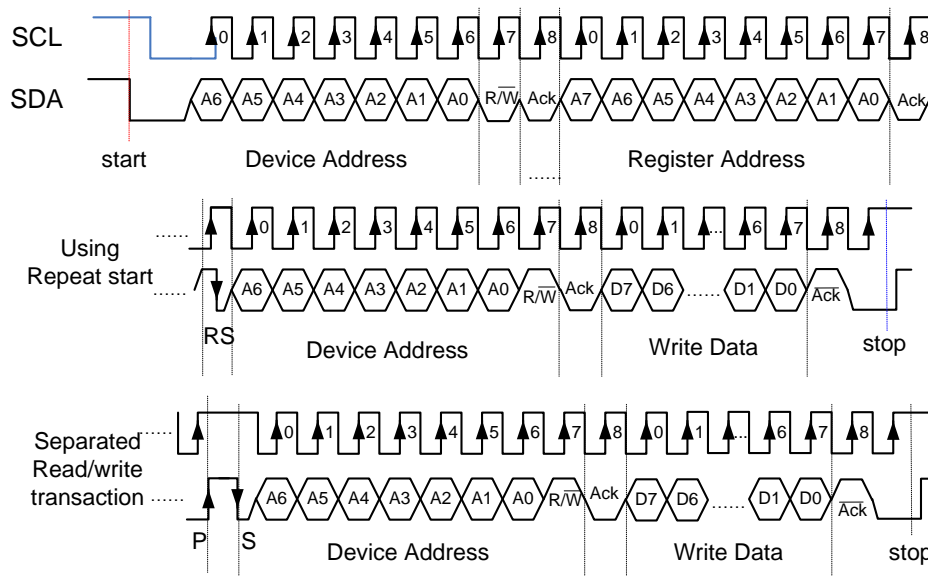 SCL 0 1 2 3 4 5 6 7 8 0 1 2 3 4 5 6 7 8
SDA A6 A5 A4 A3 A2 A1 A0 R/W̅ Ack A7 A6 A5 A4 A3 A2 A1 A0 Ack
start Device Address Register Address
......
...... 0 1 2 3 4 5 6 7 8 0 1 ... 6 7 8
Using
Repeat start
...... A6 A5 A4 A3 A2 A1 A0 R/W̅ Ack D7 D6 ...... D1 D0 A̅c̅k̅
RS Device Address Write Data stop
...... 0 1 2 3 4 5 6 7 8 0 1 ... 6 7 8
Separated
Read/write
transaction
...... A6 A5 A4 A3 A2 A1 A0 R/W̅ Ack D7 D6 ...... D1 D0 A̅c̅k̅
P S Device Address Write Data stop